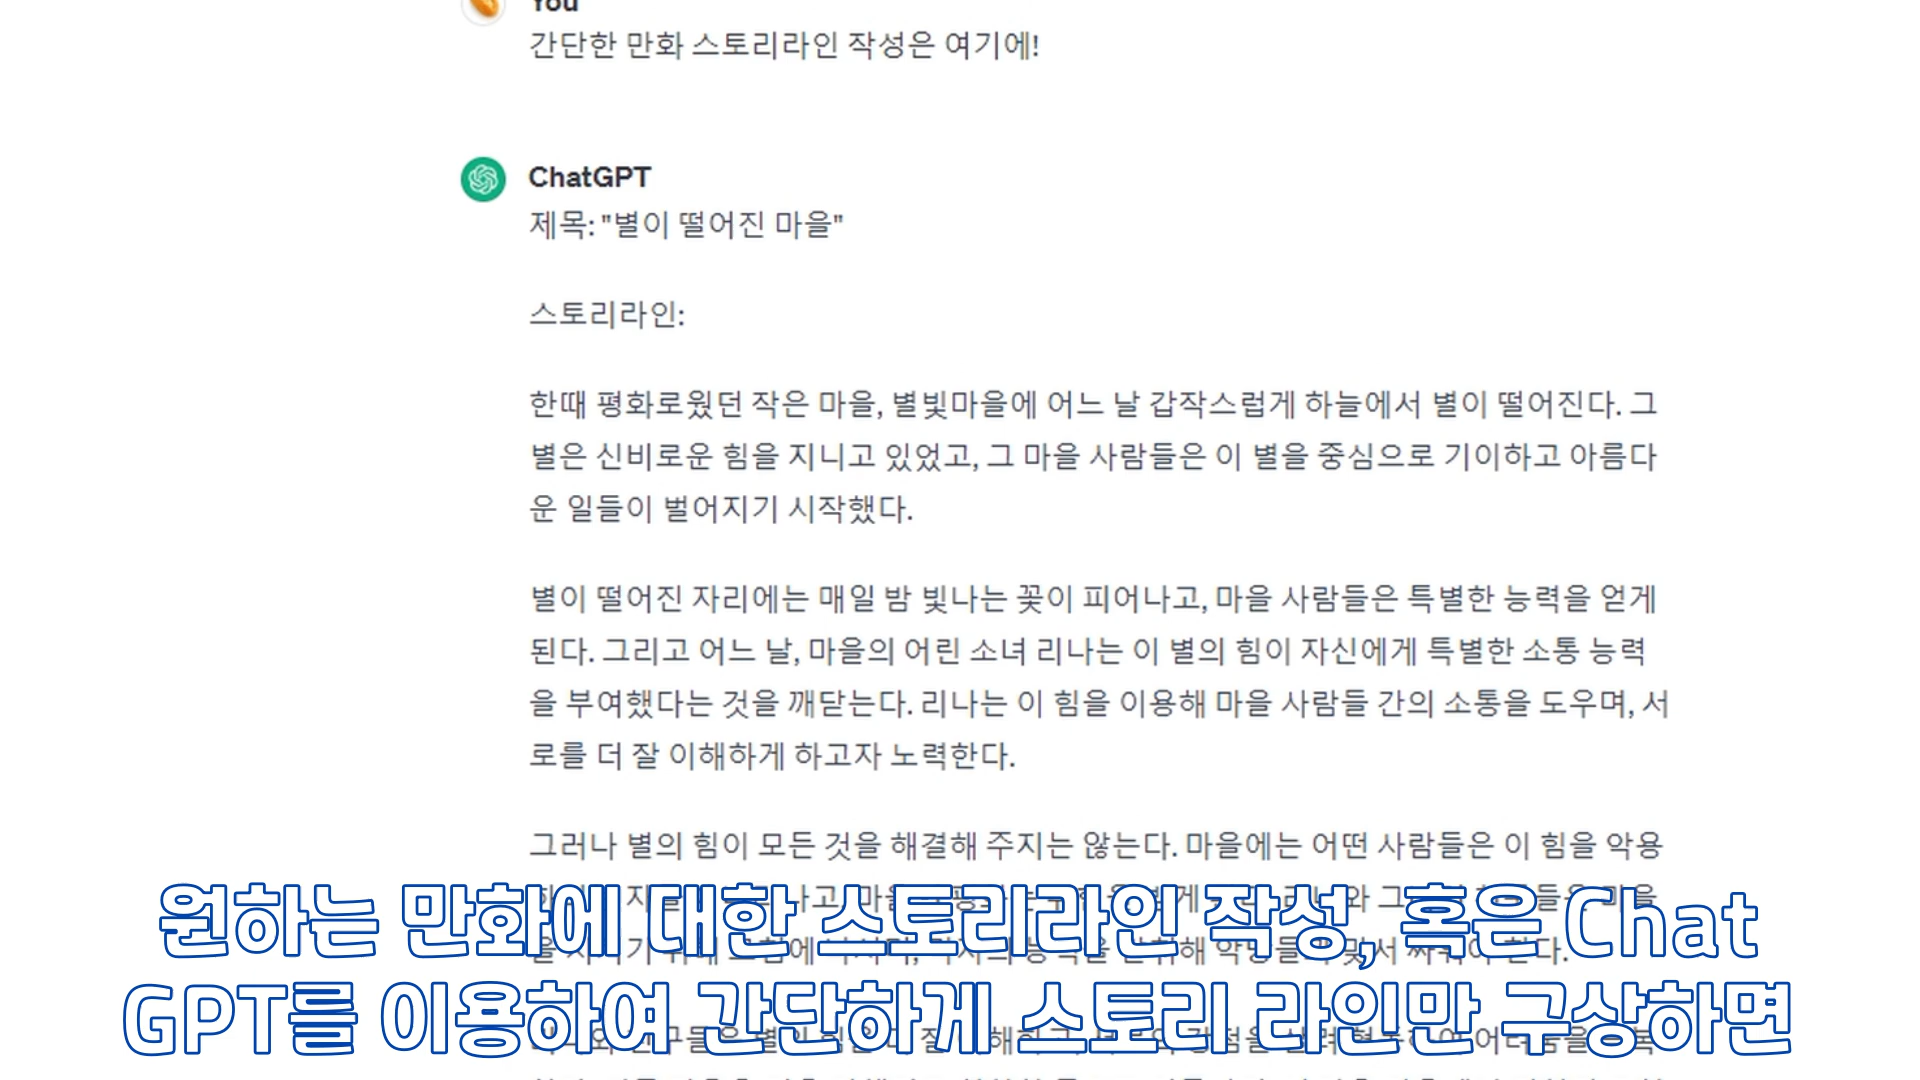 You
간단한 만화 스토리라인 작성은 여기에!
ChatGPT
제목: "별이 떨어진 마을"
스토리라인:
한때 평화로웠던 작은 마을, 별빛마을에 어느 날 갑작스럽게 하늘에서 별이 떨어진다. 그
별은 신비로운 힘을 지니고 있었고, 그 마을 사람들은 이 별을 중심으로 기이하고 아름다
운 일들이 벌어지기 시작했다.
별이 떨어진 자리에는 매일 밤 빛나는 꽃이 피어나고, 마을 사람들은 특별한 능력을 얻게
된다. 그리고 어느 날, 마을의 어린 소녀 리나는 이 별의 힘이 자신에게 특별한 소통 능력
을 부여했다는 것을 깨닫는다. 리나는 이 힘을 이용해 마을 사람들 간의 소통을 도우며, 서
로를 더 잘 이해하게 하고자 노력한다.
그러나 별의 힘이 모든 것을 해결해 주지는 않는다. 마을에는 어떤 사람들은 이 힘을 악용
원하는 만화에 대한 스토리라인 작성, 혹은 Chat
GPT를 이용하여 간단하게 스토리 라인만 구상하면